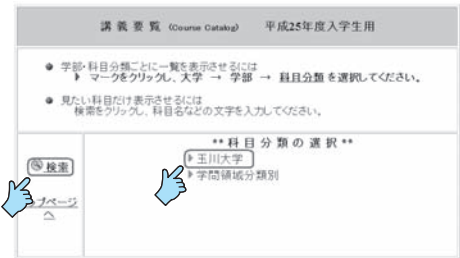 講義要覧 (Course Catalog) 平成25年度入学生用
● 学部・科目分類ごとに一覧を表示させるには
▶ マークをクリックし、大学 → 学部 → 科目分類 を選択してください。
● 見たい科目だけ表示させるには
検索をクリックし、科目名などの文字を入力してください。
**科目分類の選択**
検索
▶玉川大学
▶学問領域分類別
プページ
へ